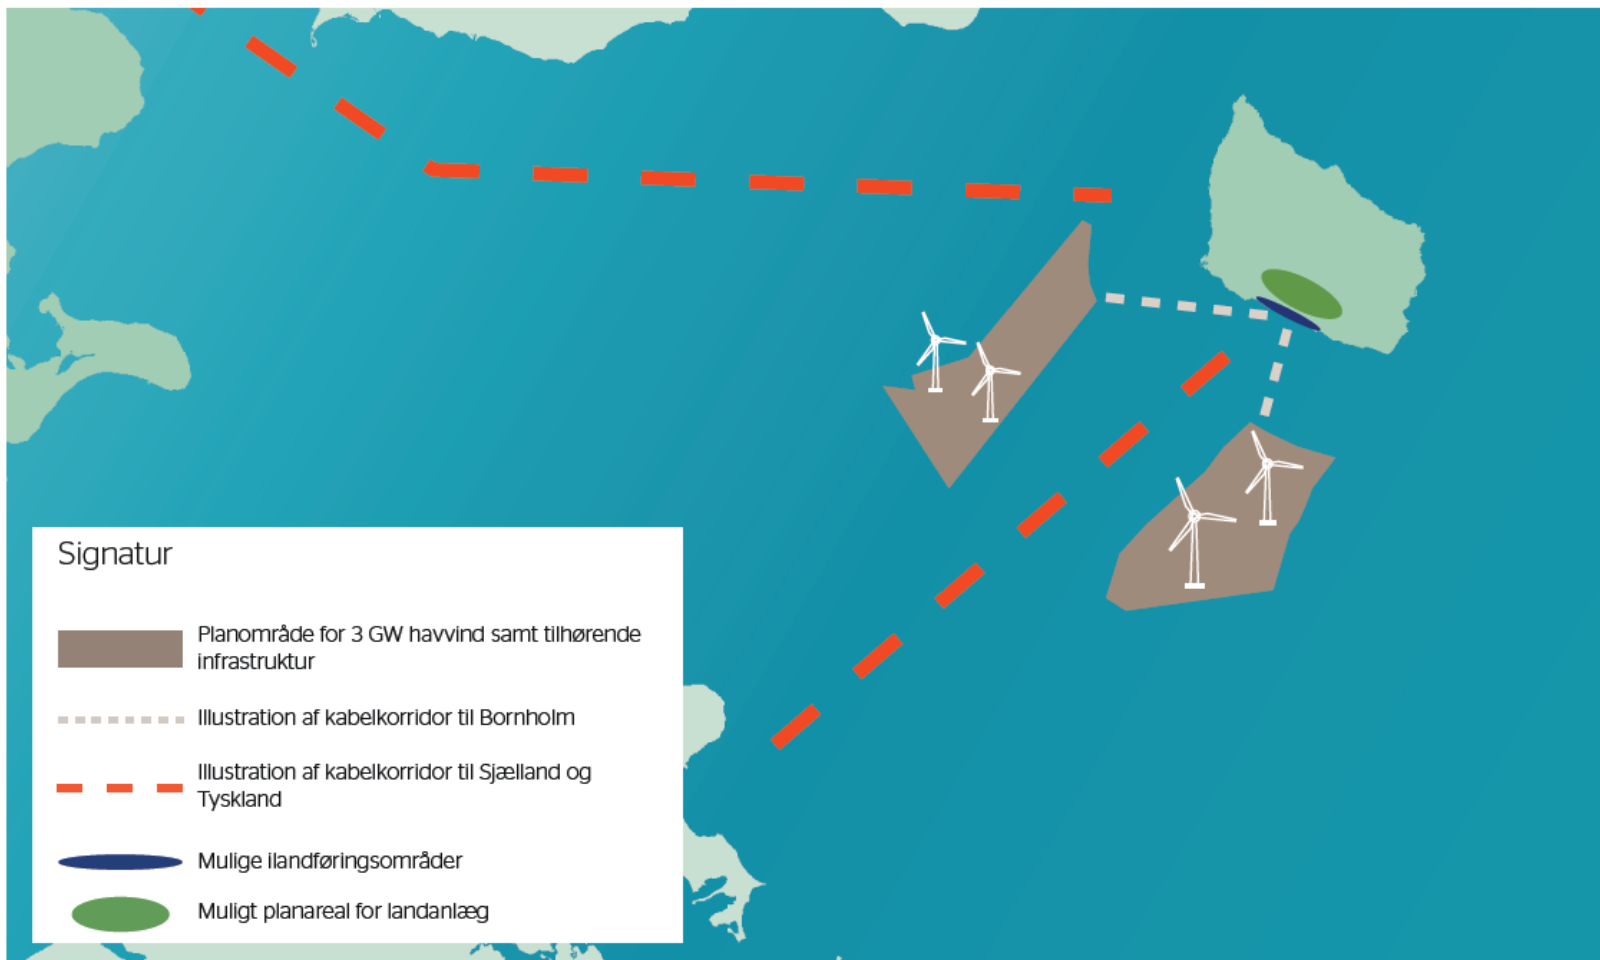 Signatur
Planområde for 3 GW havvind samt tilhørende
infrastruktur
Illustration af kabelkorridor til Bornholm
Illustration af kabelkorridor til Sjælland og
Tyskland
Mulige ilandføringsområder
Muligt planareal for landanlæg